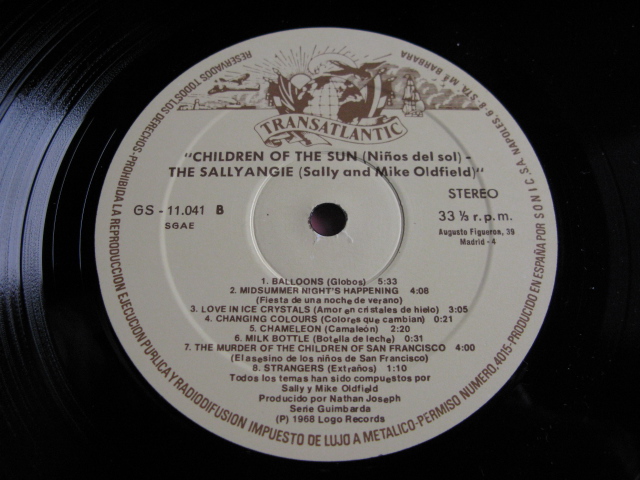 TRANSATLANTIC
"CHILDREN OF THE SUN (Niños del sol) -
THE SALLYANGIE (Sally and Mike Oldfield)"
STEREO
GS - 11.041 B
SGAE
33 ⅓ r.p.m.
Augusto Figueroa, 39
Madrid - 4
1. BALLOONS (Globos) 5:33
2. MIDSUMMER NIGHT'S HAPPENING 4:08
(Fiesta de una noche de verano)
3. LOVE IN ICE CRYSTALS (Amor en cristales de hielo) 3:05
4. CHANGING COLOURS (Colores que cambian) 0:21
5. CHAMELEON (Camaleón) 2:20
6. MILK BOTTLE (Botella de leche) 0:31
7. THE MURDER OF THE CHILDREN OF SAN FRANCISCO 4:00
(El asesino de los niños de San Francisco)
8. STRANGERS (Extraños) 1:10
Todos los temas han sido compuestos por
Sally y Mike Oldfield
Producido por Nathan Joseph
Serie Guimbarda
(P) 1968 Logo Records
RESERVADOS TODOS LOS DERECHOS-PROHIBIDA LA REPRODUCCION EJECUCION PUBLICA Y RADIODIFUSION IMPUESTO DE LUJO A METALICO-PERMISO NUMERO, 4015-PRODUCIDO EN ESPAÑA POR SONIC S.A. NAPOLES, 6-8-STA. Mª BARBARA